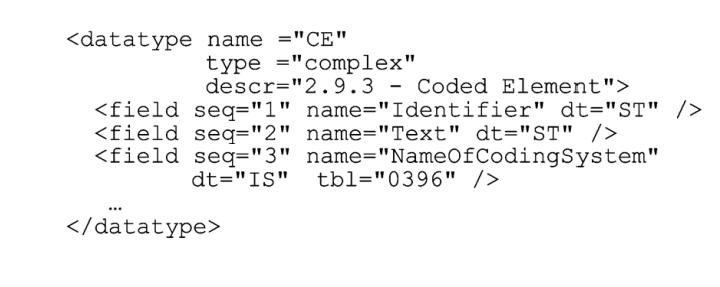 <datatype name ="CE"
type ="complex"
descr="2.9.3 - Coded Element">
<field seq="1" name="Identifier" dt="ST" />
<field seq="2" name="Text" dt="ST" />
<field seq="3" name="NameOfCodingSystem"
dt="IS"  tbl="0396" />
…
</datatype>